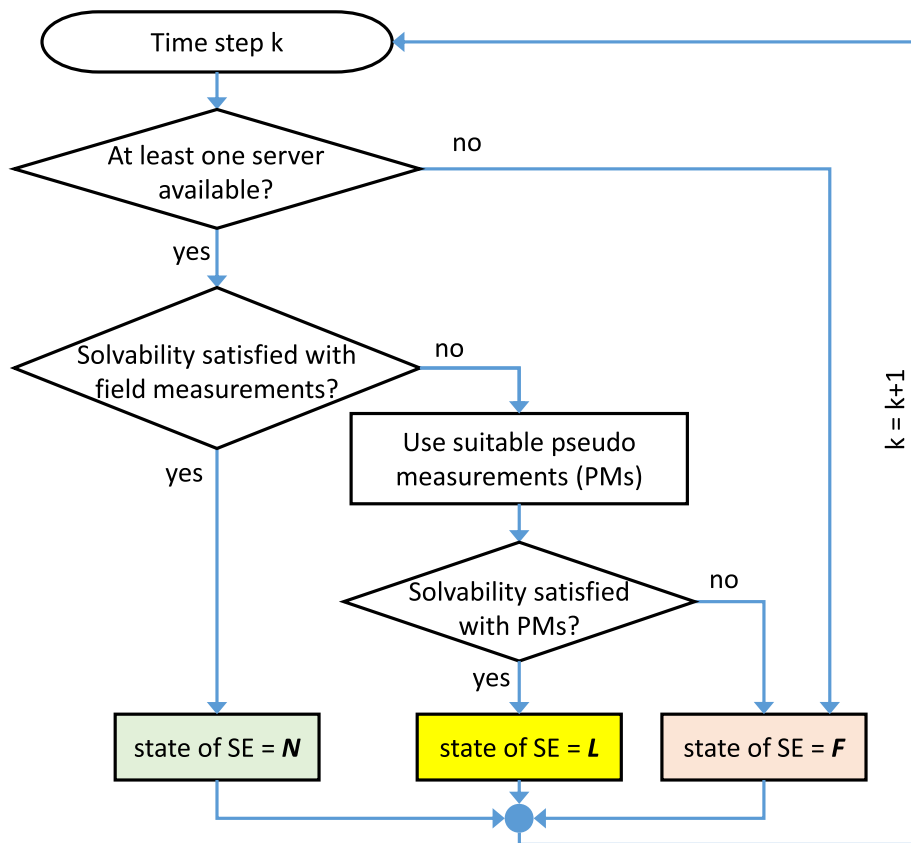 Time step k
At least one server
available?
no
yes
Solvability satisfied with
field measurements?
no
yes
Use suitable pseudo
measurements (PMs)
k = k+1
Solvability satisfied
with PMs?
no
yes
state of SE = N
state of SE = L
state of SE = F